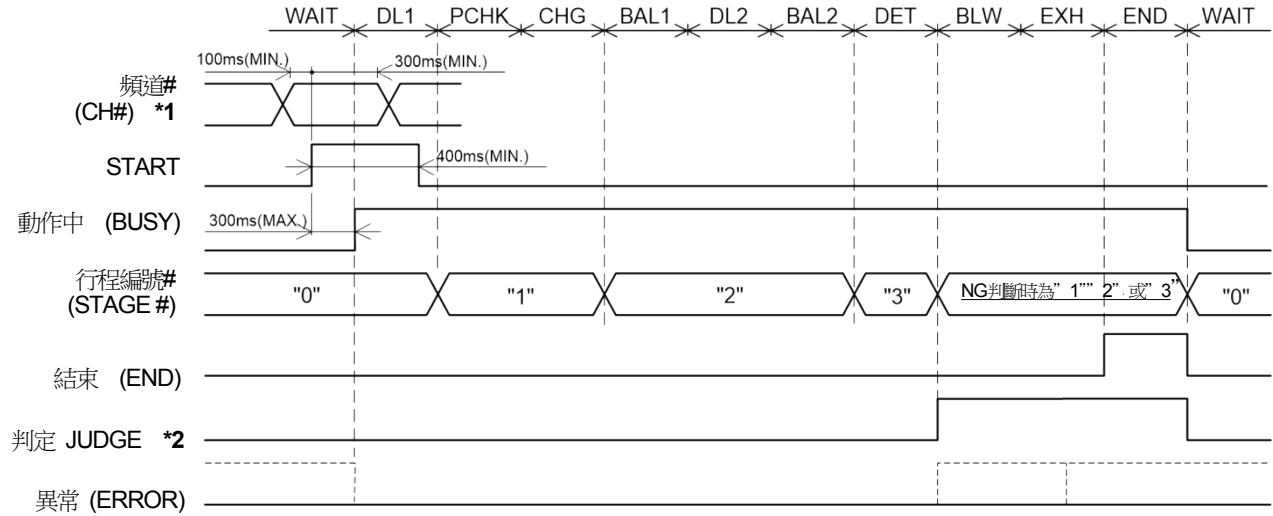 WAIT DL1 PCHK CHG BAL1 DL2 BAL2 DET BLW EXH END WAIT
100ms(MIN.) 300ms(MIN.)
頻道#
(CH#) *1
START 400ms(MIN.)
動作中 (BUSY) 300ms(MAX.)
行程編號#
(STAGE #)
"0" "1" "2" "3" NG判斷時為”1””2”或”3” "0"
結束 (END)
判定 JUDGE *2
異常 (ERROR)